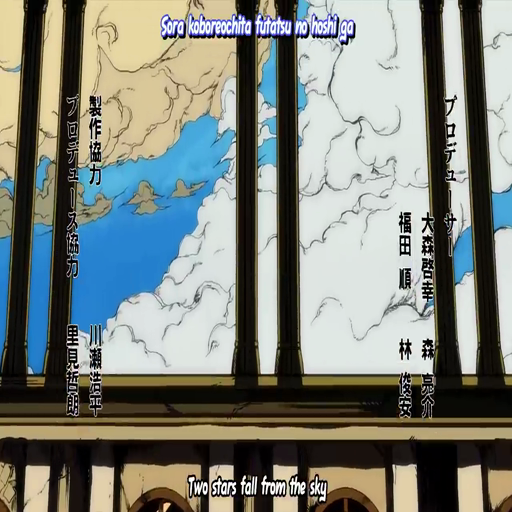 Sora koboreochita futatsu no hoshi ga
プロデューサー
大森啓幸 森 亮介
福田 順 林 俊安
製作協力 川瀬浩平
プロデュース協力 里見哲朗
Two stars fall from the sky